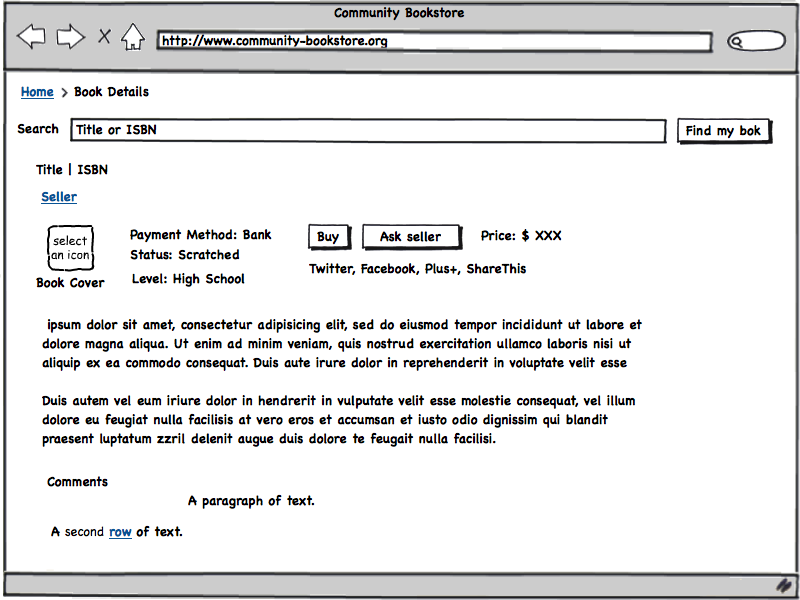 Community Bookstore
http://www.community-bookstore.org
Home > Book Details
Search Title or ISBN Find my bok
Title | ISBN
Seller
select
an icon
Book Cover
Payment Method: Bank
Status: Scratched
Level: High School
Buy Ask seller Price: $ XXX
Twitter, Facebook, Plus+, ShareThis
ipsum dolor sit amet, consectetur adipisicing elit, sed do eiusmod tempor incididunt ut labore et
dolore magna aliqua. Ut enim ad minim veniam, quis nostrud exercitation ullamco laboris nisi ut
aliquip ex ea commodo consequat. Duis aute irure dolor in reprehenderit in voluptate velit esse
Duis autem vel eum iriure dolor in hendrerit in vulputate velit esse molestie consequat, vel illum
dolore eu feugiat nulla facilisis at vero eros et accumsan et iusto odio dignissim qui blandit
praesent luptatum zzril delenit augue duis dolore te feugait nulla facilisi.
Comments
A paragraph of text.
A second row of text.